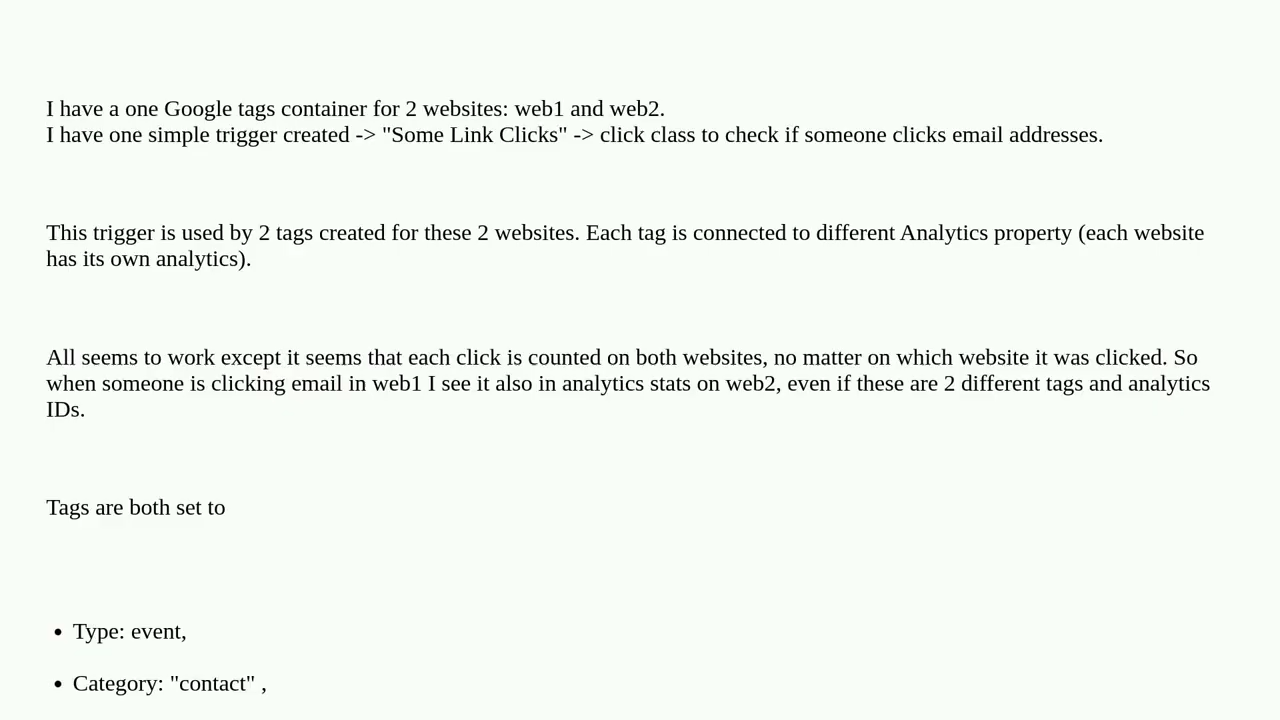 I have a one Google tags container for 2 websites: web1 and web2.
I have one simple trigger created -> "Some Link Clicks" -> click class to check if someone clicks email addresses.
This trigger is used by 2 tags created for these 2 websites. Each tag is connected to different Analytics property (each website
has its own analytics).
All seems to work except it seems that each click is counted on both websites, no matter on which website it was clicked. So
when someone is clicking email in web1 I see it also in analytics stats on web2, even if these are 2 different tags and analytics
IDs.
Tags are both set to
• Type: event,
• Category: "contact" ,